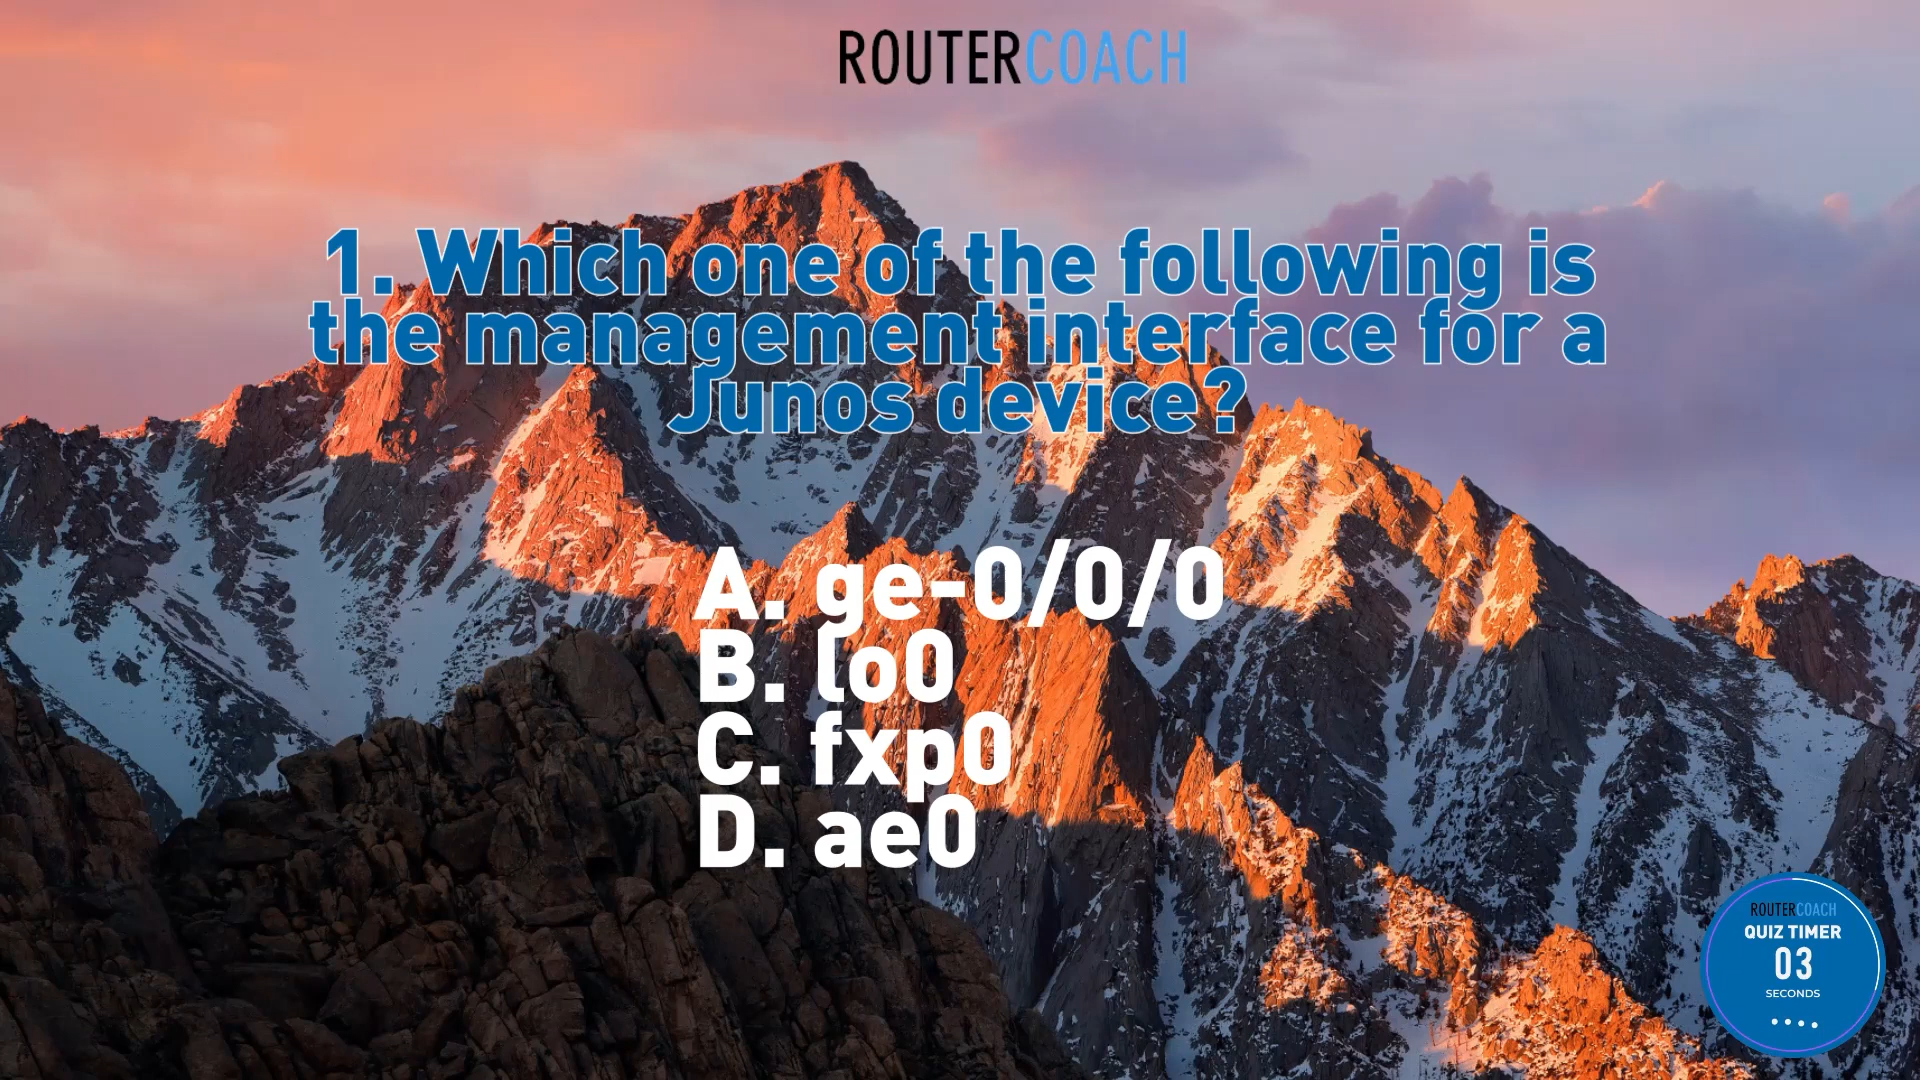 ROUTERCOACH
1. Which one of the following is
the management interface for a
Junos device?
A. ge-0/0/0
B. lo0
C. fxp0
D. ae0
ROUTERCOACH
QUIZ TIMER
03
SECONDS